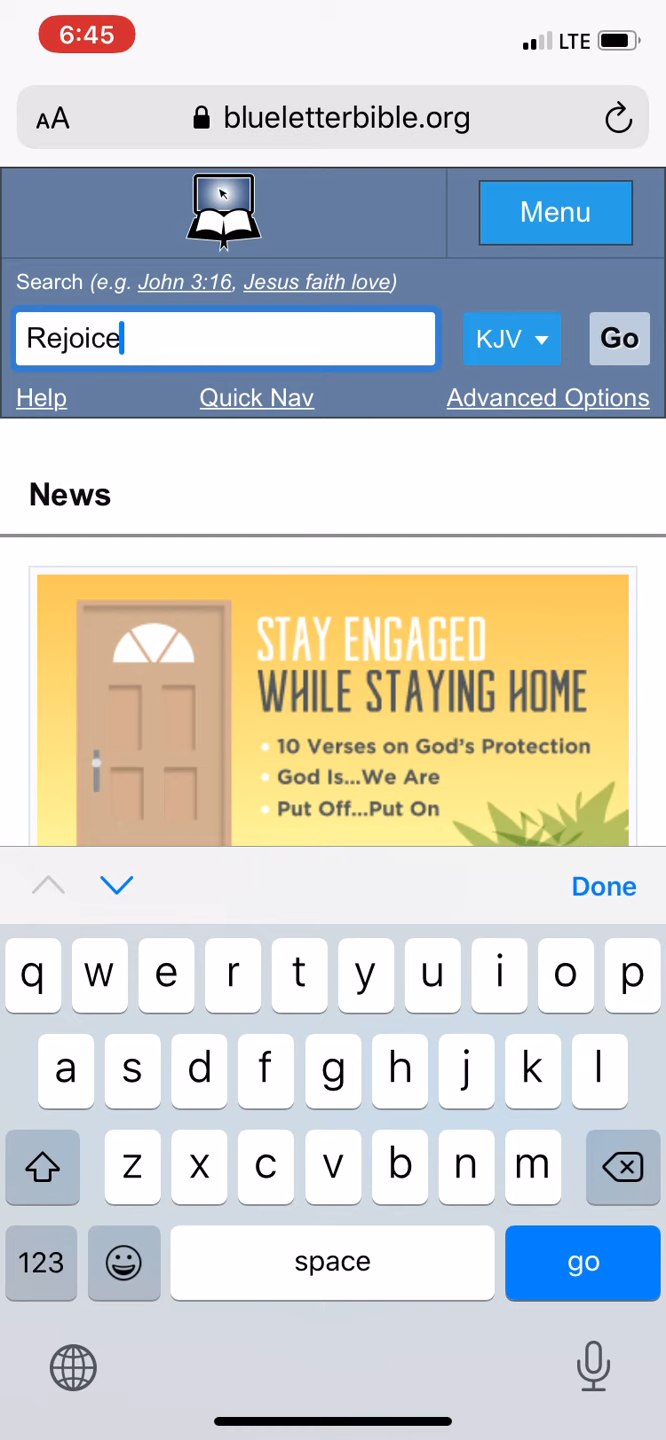 6:45 LTE
AA blueletterbible.org
Menu
Search (e.g. John 3:16, Jesus faith love)
Rejoice KJV Go
Help Quick Nav Advanced Options
News
STAY ENGAGED
WHILE STAYING HOME
• 10 Verses on God's Protection
• God Is...We Are
• Put Off...Put On
Done
q w e r t y u i o p
a s d f g h j k l
z x c v b n m
123 space go